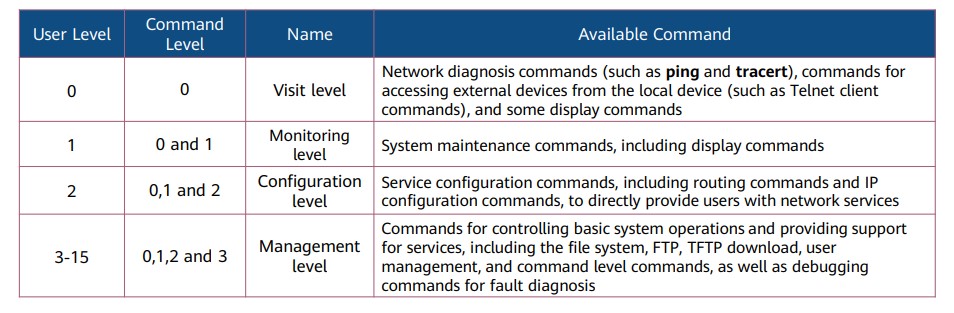 User Level
Command
Level
Name
Available Command
0
0
Visit level
Network diagnosis commands (such as ping and tracert), commands for
accessing external devices from the local device (such as Telnet client
commands), and some display commands
1
0 and 1
Monitoring
level
System maintenance commands, including display commands
2
0,1 and 2
Configuration
level
Service configuration commands, including routing commands and IP
configuration commands, to directly provide users with network services
3-15
0,1,2 and 3
Management
level
Commands for controlling basic system operations and providing support
for services, including the file system, FTP, TFTP download, user
management, and command level commands, as well as debugging
commands for fault diagnosis